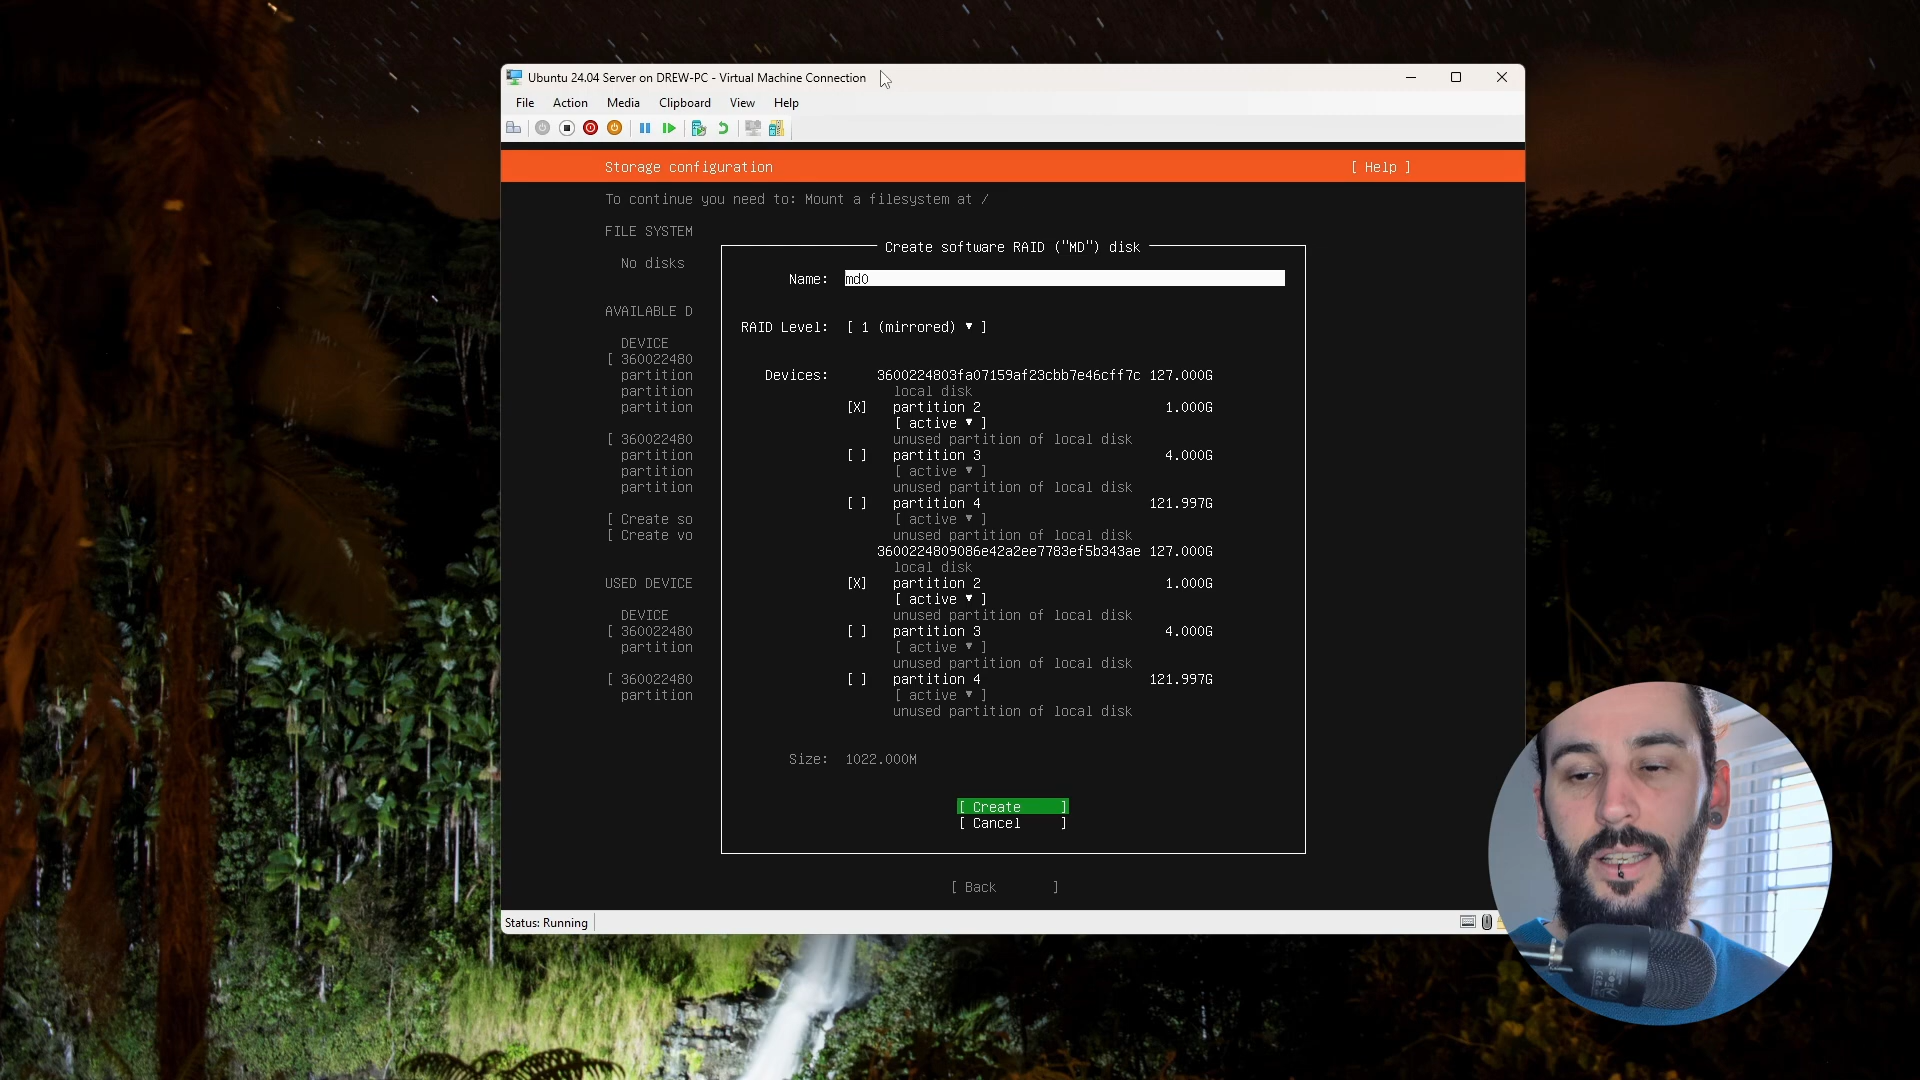 Ubuntu 24.04 Server on DREW-PC - Virtual Machine Connection
File Action Media Clipboard View Help
Storage configuration [ Help ]
To continue you need to: Mount a filesystem at /
FILE SYSTEM
Create software RAID ("MD") disk
No disks
Name: md0
AVAILABLE D
RAID Level: [ 1 (mirrored) ▾ ]
DEVICE
[ 360022480
partition
partition
partition
[ 360022480
partition
partition
partition
[ Create so
[ Create vo
USED DEVICE
DEVICE
[ 360022480
partition
[ 360022480
partition
Devices: 3600224803fa07159af23cbb7e46cff7c 127.000G
local disk
[X] partition 2 1.000G
[ active ▾ ]
unused partition of local disk
[ ] partition 3 4.000G
[ active ▾ ]
unused partition of local disk
[ ] partition 4 121.997G
[ active ▾ ]
unused partition of local disk
3600224809086e42a2ee7783ef5b343ae 127.000G
local disk
[X] partition 2 1.000G
[ active ▾ ]
unused partition of local disk
[ ] partition 3 4.000G
[ active ▾ ]
unused partition of local disk
[ ] partition 4 121.997G
[ active ▾ ]
unused partition of local disk
Size: 1022.000M
[ Create ]
[ Cancel ]
[ Back ]
Status: Running